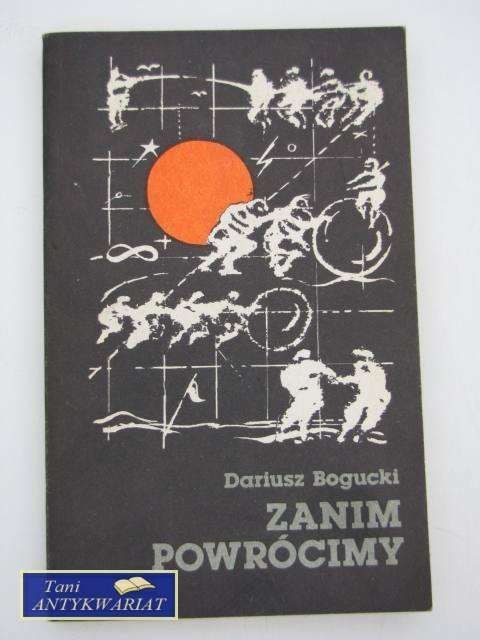 Dariusz Bogucki
ZANIM
POWRÓCIMY
Tani
ANTYKWARIAT